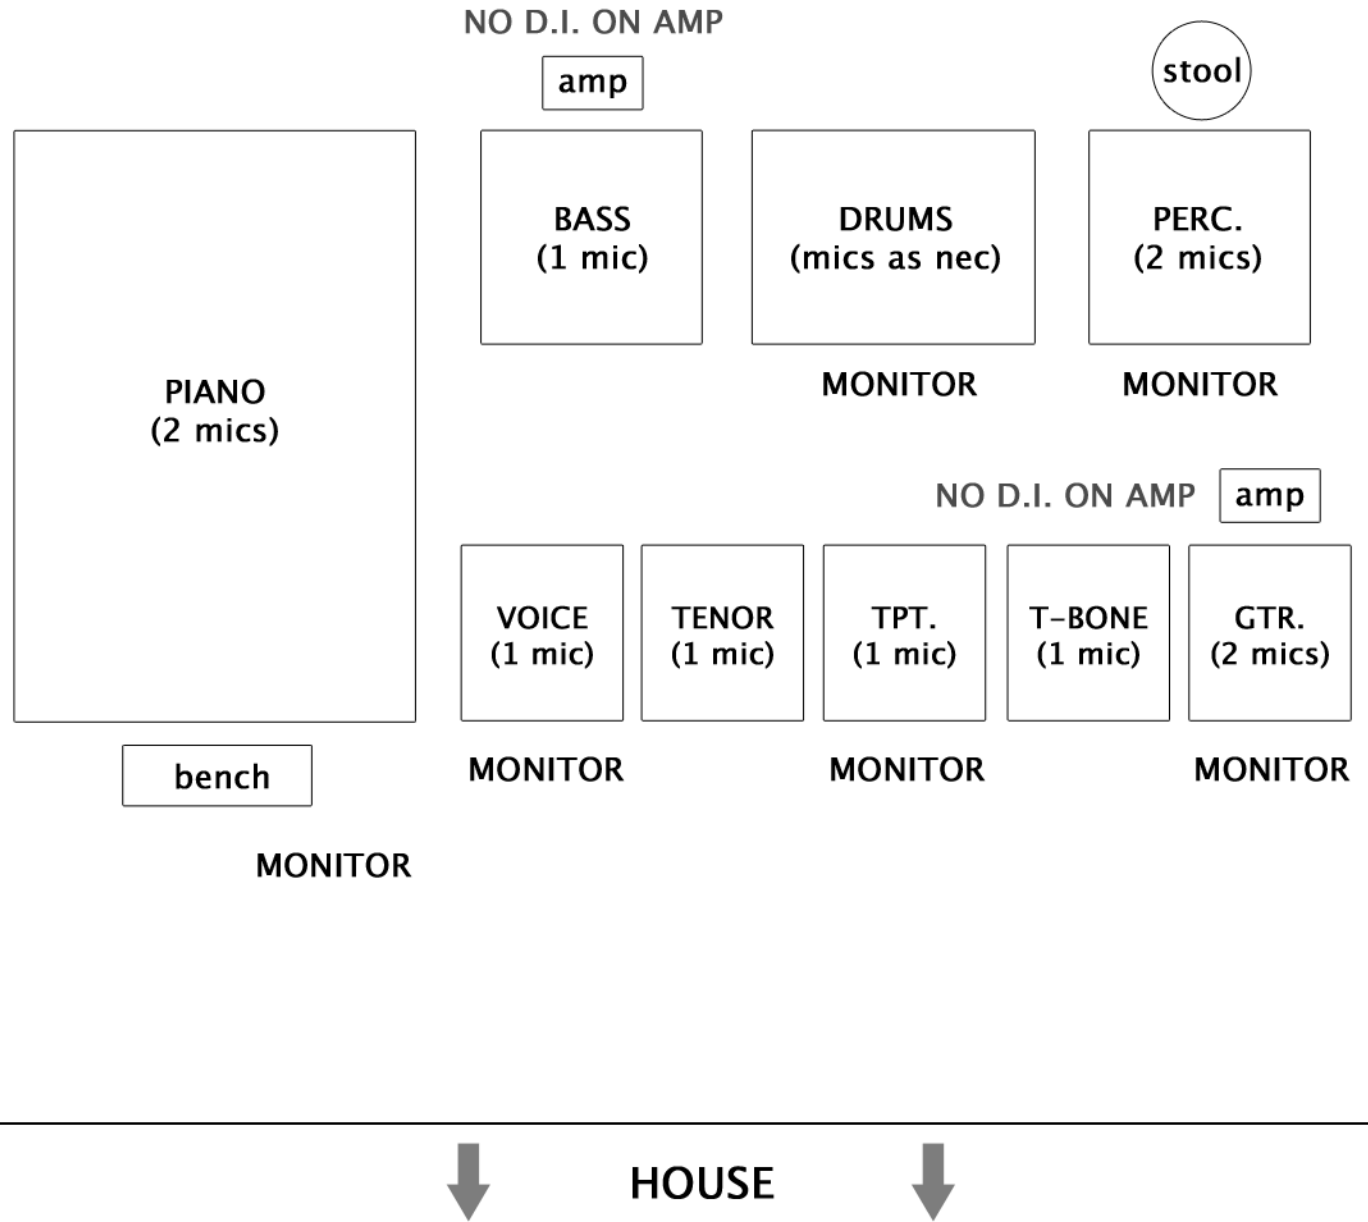 NO D.I. ON AMP
amp
stool
BASS
(1 mic)
DRUMS
(mics as nec)
PERC.
(2 mics)
PIANO
(2 mics)
MONITOR
MONITOR
NO D.I. ON AMP
amp
VOICE
(1 mic)
TENOR
(1 mic)
TPT.
(1 mic)
T-BONE
(1 mic)
GTR.
(2 mics)
bench
MONITOR
MONITOR
MONITOR
MONITOR
HOUSE